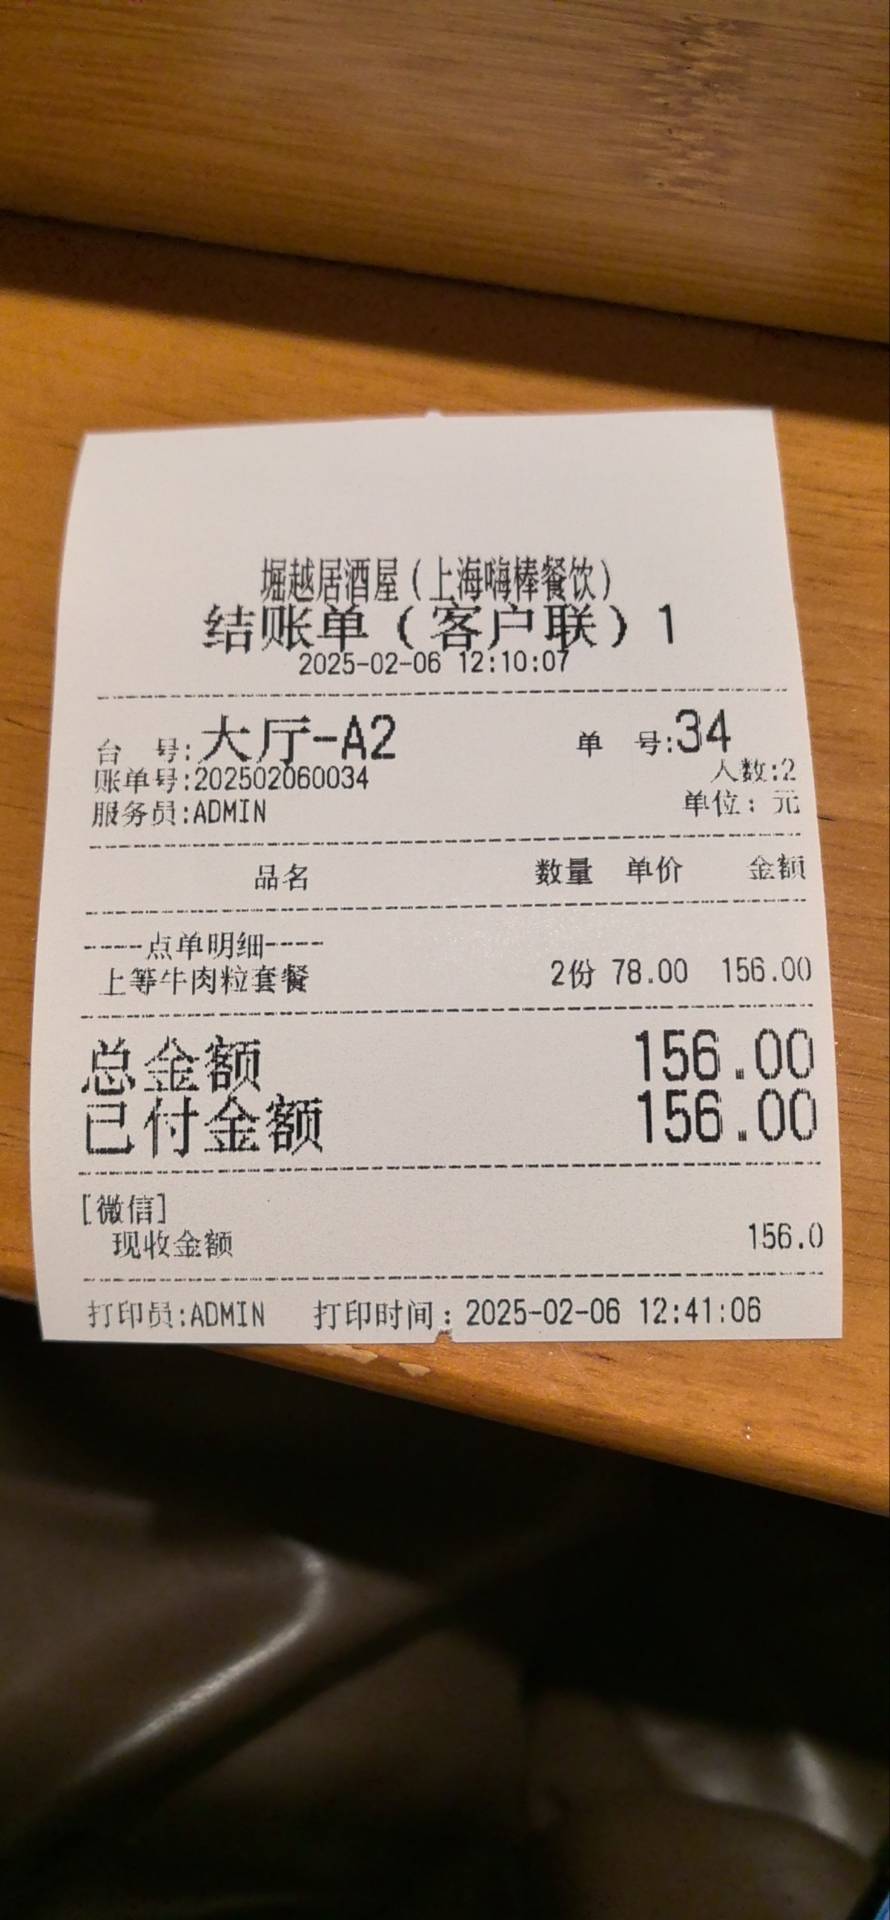 堀越居酒屋(上海嗨棒餐饮)
结账单(客户联)1
2025-02-06 12:10:07
台 号:大厅-A2 单 号:34
账单号:202502060034 人数:2
服务员:ADMIN 单位: 元
品名 数量 单价 金额
----点单明细----
上等牛肉粒套餐 2份 78.00 156.00
总金额 156.00
已付金额 156.00
[微信]
现收金额 156.0
打印员:ADMIN 打印时间: 2025-02-06 12:41:06